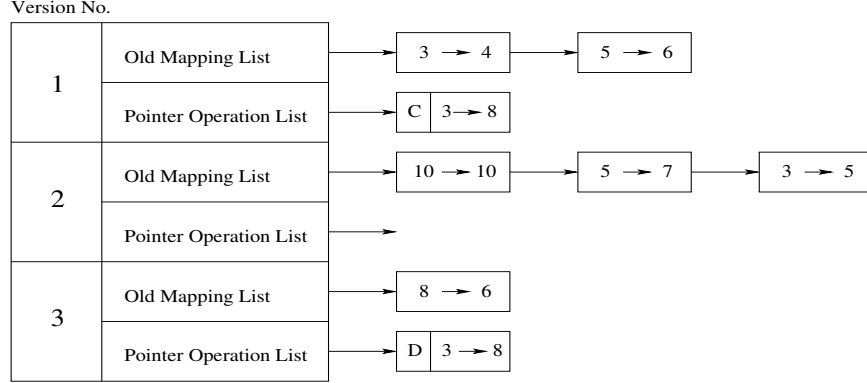 Version No.
1 Old Mapping List 3 → 4 5 → 6
Pointer Operation List C 3 → 8
2 Old Mapping List 10 → 10 5 → 7 3 → 5
Pointer Operation List
3 Old Mapping List 8 → 6
Pointer Operation List D 3 → 8